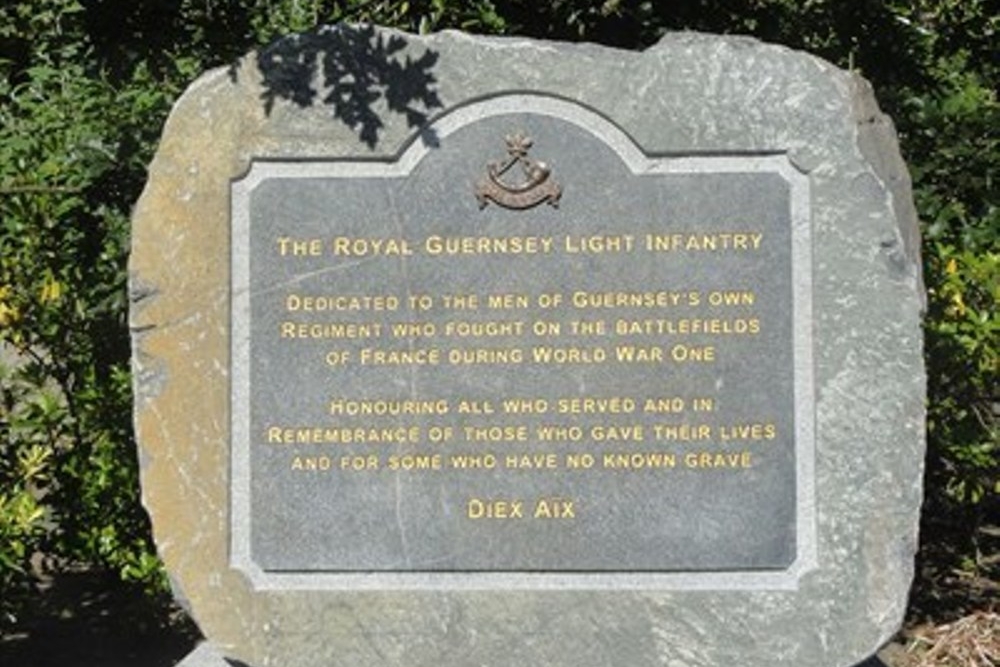 The Royal Guernsey Light Infantry
Dedicated to the men of Guernsey's own
Regiment who fought on the battlefields
of France during World War One
Honouring all who served and in
Remembrance of those who gave their lives
and for some who have no known grave
Diex Aïx